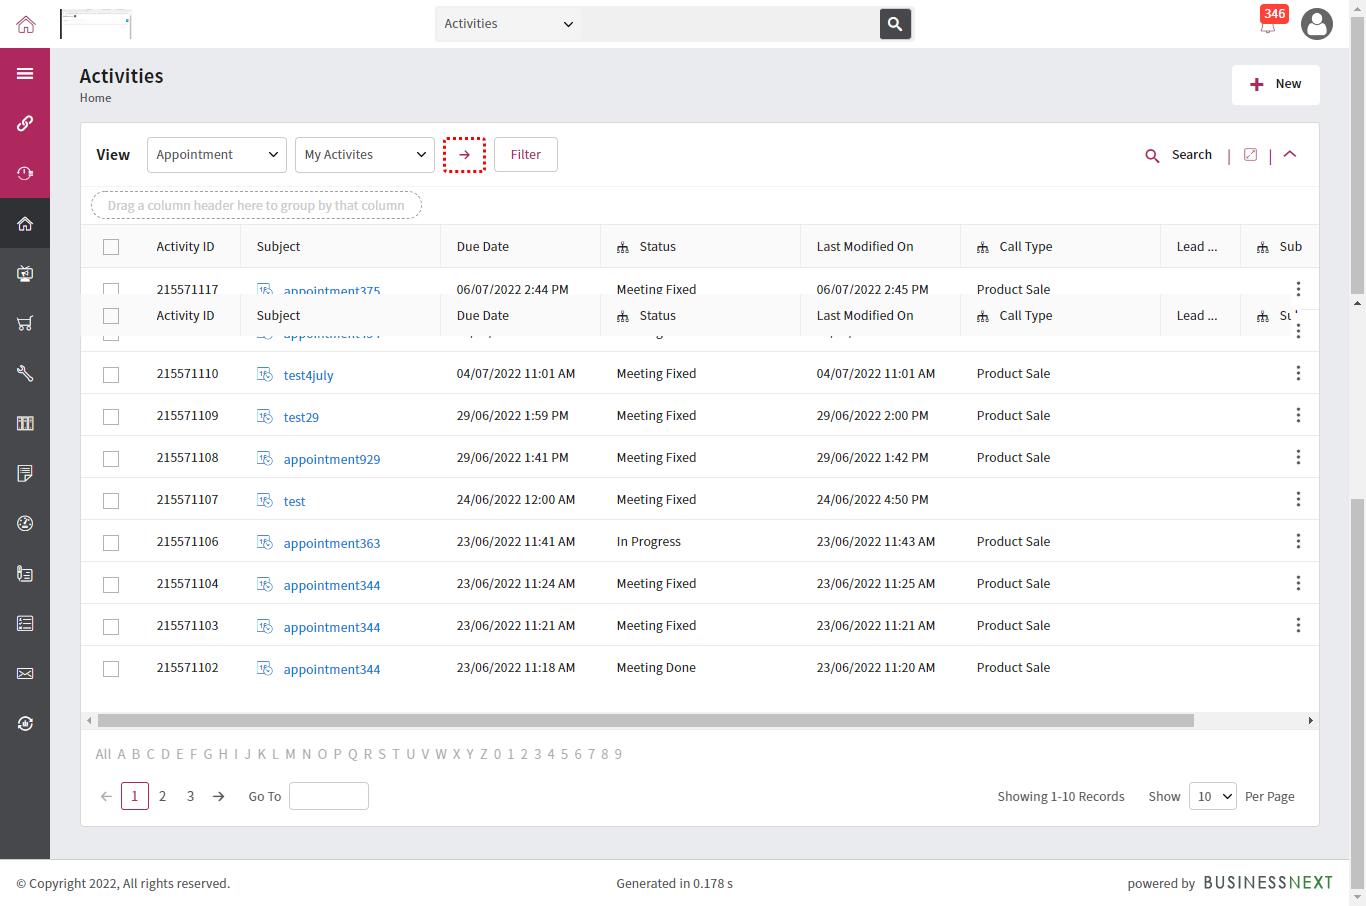 Activities
346
Activities
Home
New
View
Appointment
My Activites
Filter
Search
Drag a column header here to group by that column
Activity ID Subject Due Date Status Last Modified On Call Type Lead ... Sub
215571117 appointment375 06/07/2022 2:44 PM Meeting Fixed 06/07/2022 2:45 PM Product Sale
Activity ID Subject Due Date Status Last Modified On Call Type Lead ...
215571110 test4july 04/07/2022 11:01 AM Meeting Fixed 04/07/2022 11:01 AM Product Sale
215571109 test29 29/06/2022 1:59 PM Meeting Fixed 29/06/2022 2:00 PM Product Sale
215571108 appointment929 29/06/2022 1:41 PM Meeting Fixed 29/06/2022 1:42 PM Product Sale
215571107 test 24/06/2022 12:00 AM Meeting Fixed 24/06/2022 4:50 PM
215571106 appointment363 23/06/2022 11:41 AM In Progress 23/06/2022 11:43 AM Product Sale
215571104 appointment344 23/06/2022 11:24 AM Meeting Fixed 23/06/2022 11:25 AM Product Sale
215571103 appointment344 23/06/2022 11:21 AM Meeting Fixed 23/06/2022 11:21 AM Product Sale
215571102 appointment344 23/06/2022 11:18 AM Meeting Done 23/06/2022 11:20 AM Product Sale
All A B C D E F G H I J K L M N O P Q R S T U V W X Y Z 0 1 2 3 4 5 6 7 8 9
1 2 3 Go To
Showing 1-10 Records Show 10 Per Page
© Copyright 2022, All rights reserved.
Generated in 0.178 s
powered by BUSINESSNEXT